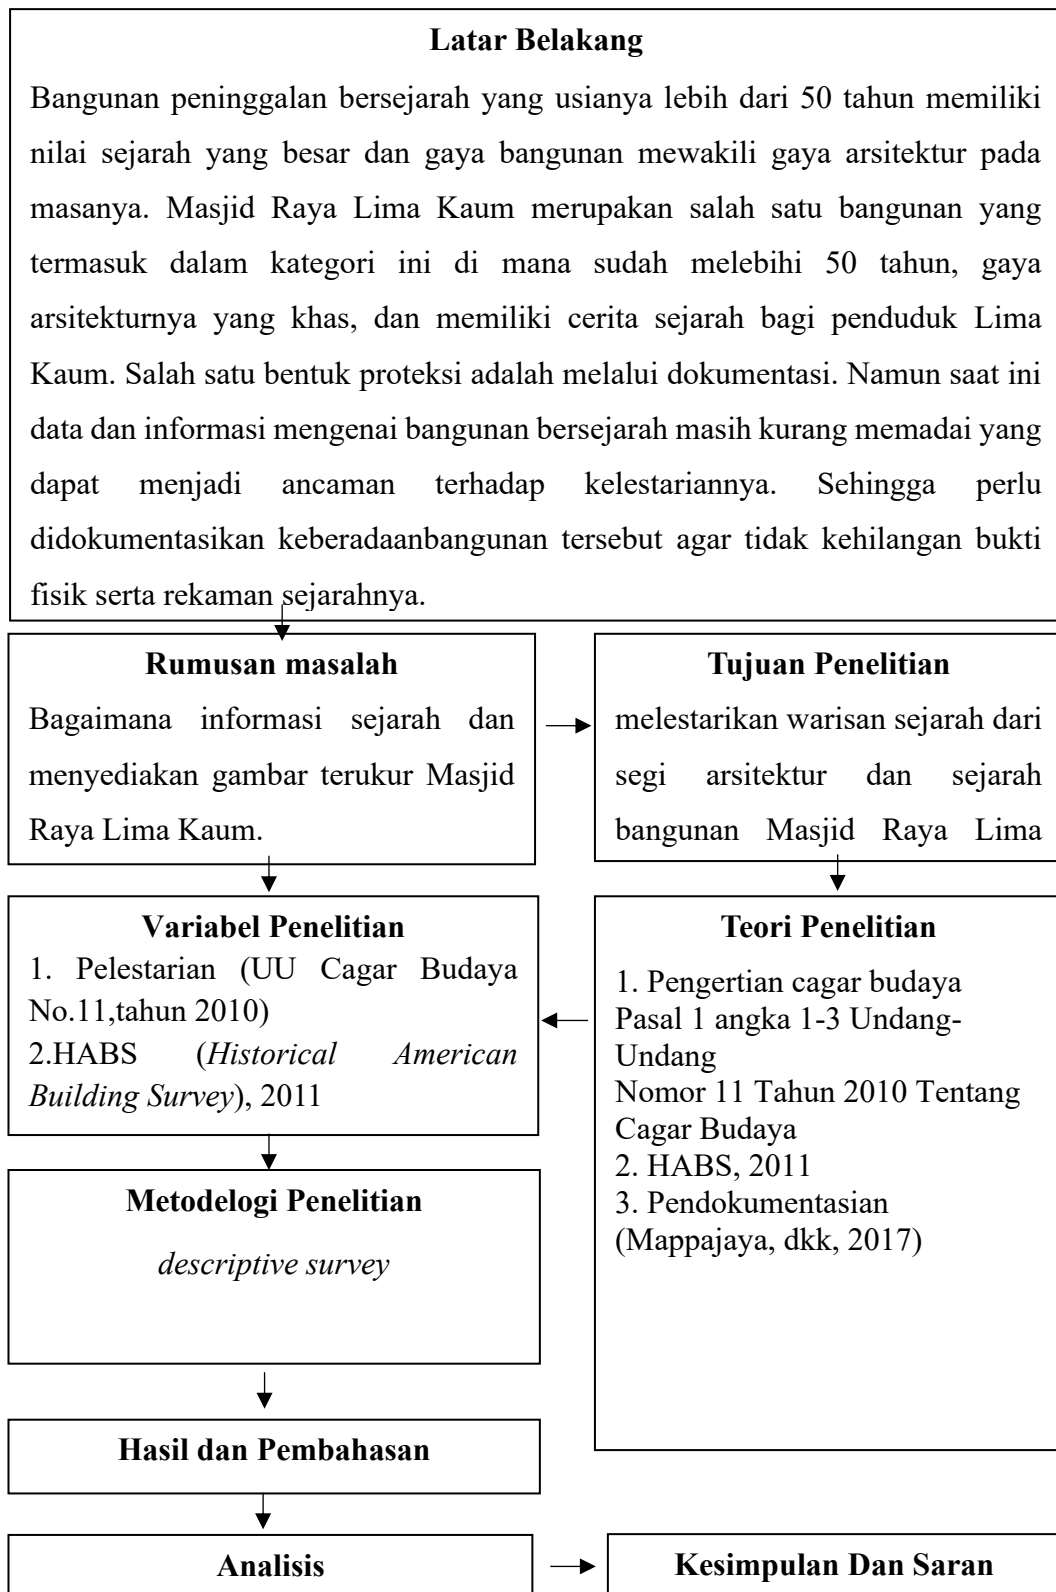 Latar Belakang
Bangunan peninggalan bersejarah yang usianya lebih dari 50 tahun memiliki
nilai sejarah yang besar dan gaya bangunan mewakili gaya arsitektur pada
masanya. Masjid Raya Lima Kaum merupakan salah satu bangunan yang
termasuk dalam kategori ini di mana sudah melebihi 50 tahun, gaya
arsitekturnya yang khas, dan memiliki cerita sejarah bagi penduduk Lima
Kaum. Salah satu bentuk proteksi adalah melalui dokumentasi. Namun saat ini
data dan informasi mengenai bangunan bersejarah masih kurang memadai yang
dapat menjadi ancaman terhadap kelestariannya. Sehingga perlu
didokumentasikan keberadaanbangunan tersebut agar tidak kehilangan bukti
fisik serta rekaman sejarahnya.
Rumusan masalah
Bagaimana informasi sejarah dan
menyediakan gambar terukur Masjid
Raya Lima Kaum.
Tujuan Penelitian
melestarikan warisan sejarah dari
segi arsitektur dan sejarah
bangunan Masjid Raya Lima
Variabel Penelitian
1. Pelestarian (UU Cagar Budaya
No.11,tahun 2010)
2.HABS (Historical American
Building Survey), 2011
Teori Penelitian
1. Pengertian cagar budaya
Pasal 1 angka 1-3 Undang-
Undang
Nomor 11 Tahun 2010 Tentang
Cagar Budaya
2. HABS, 2011
3. Pendokumentasian
(Mappajaya, dkk, 2017)
Metodelogi Penelitian
descriptive survey
Hasil dan Pembahasan
Analisis
Kesimpulan Dan Saran